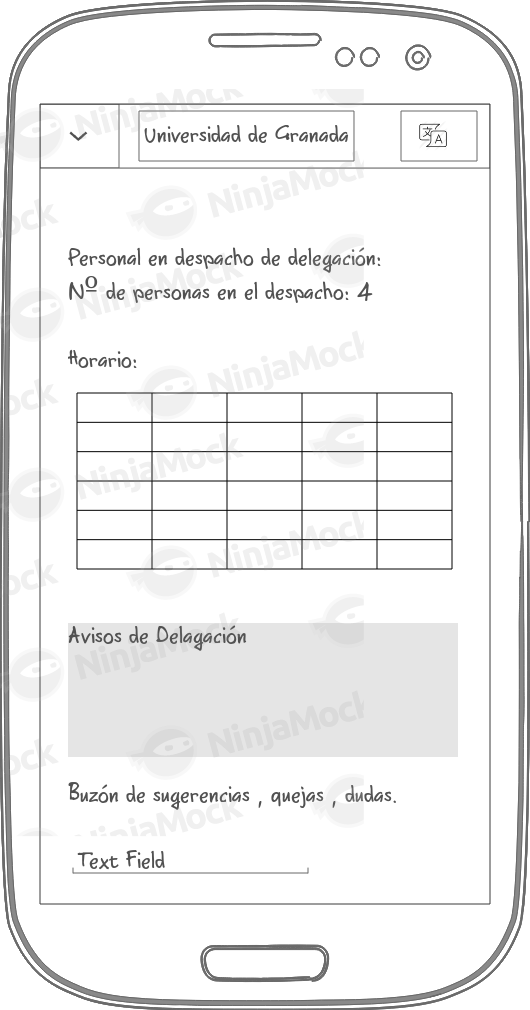 Universidad de Granada
文 A
Personal en despacho de delegación:
Nº de personas en el despacho: 4
Horario:
Avisos de Delagación
Buzón de sugerencias , quejas , dudas.
Text Field
NinjaMock